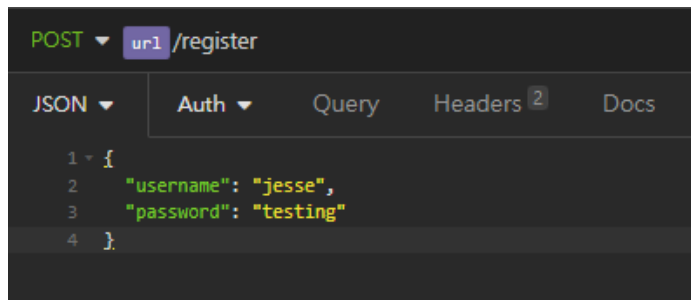 POST url /register
JSON Auth Query Headers 2 Docs
1 {
2 "username": "jesse",
3 "password": "testing"
4 }